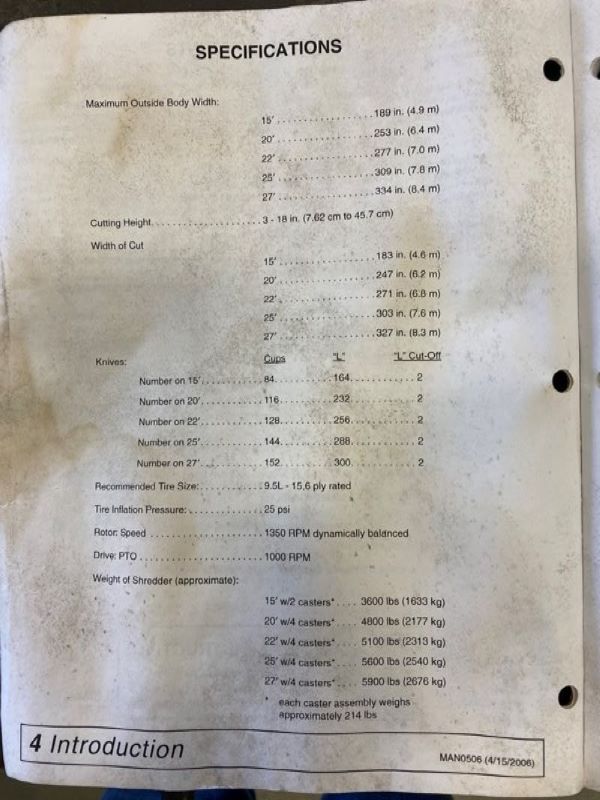 SPECIFICATIONS
Maximum Outside Body Width:
15' . . . . . . . . . . . . . . . . . 189 in. (4.9 m)
20' . . . . . . . . . . . . . . . . . 253 in. (6.4 m)
22' . . . . . . . . . . . . . . . . . 277 in. (7.0 m)
25' . . . . . . . . . . . . . . . . . 309 in. (7.8 m)
27' . . . . . . . . . . . . . . . . . 334 in. (8.4 m)
Cutting Height. . . . . . . . . . . . . . . . . . . 3 - 18 in. (7.62 cm to 45.7 cm)
Width of Cut
15' . . . . . . . . . . . . . . . . . 183 in. (4.6 m)
20' . . . . . . . . . . . . . . . . . 247 in. (6.2 m)
22' . . . . . . . . . . . . . . . . . 271 in. (6.8 m)
25' . . . . . . . . . . . . . . . . . 303 in. (7.6 m)
27' . . . . . . . . . . . . . . . . . 327 in. (8.3 m)
Knives: Cups "L" "L" Cut-Off
Number on 15'. . . . . . . . . . . 84. . . . . . . . . . 164. . . . . . . . . . . . 2
Number on 20'. . . . . . . . . . . 116. . . . . . . . . 232. . . . . . . . . . . . 2
Number on 22'. . . . . . . . . . . 128. . . . . . . . . 256. . . . . . . . . . . . 2
Number on 25'. . . . . . . . . . . 144. . . . . . . . . 288. . . . . . . . . . . . 2
Number on 27'. . . . . . . . . . . 152. . . . . . . . . 300. . . . . . . . . . . . 2
Recommended Tire Size: . . . . . . . . . . . 9.5L - 15,6 ply rated
Tire Inflation Pressure: . . . . . . . . . . . . . 25 psi
Rotor: Speed . . . . . . . . . . . . . . . . . . . . 1350 RPM dynamically balanced
Drive: PTO . . . . . . . . . . . . . . . . . . . . . . 1000 RPM
Weight of Shredder (approximate):
15' w/2 casters* . . . . 3600 lbs (1633 kg)
20' w/4 casters* . . . . 4800 lbs (2177 kg)
22' w/4 casters* . . . . 5100 lbs (2313 kg)
25' w/4 casters* . . . . 5600 lbs (2540 kg)
27' w/4 casters* . . . . 5900 lbs (2676 kg)
* each caster assembly weighs
approximately 214 lbs
4 Introduction
MAN0506 (4/15/2006)